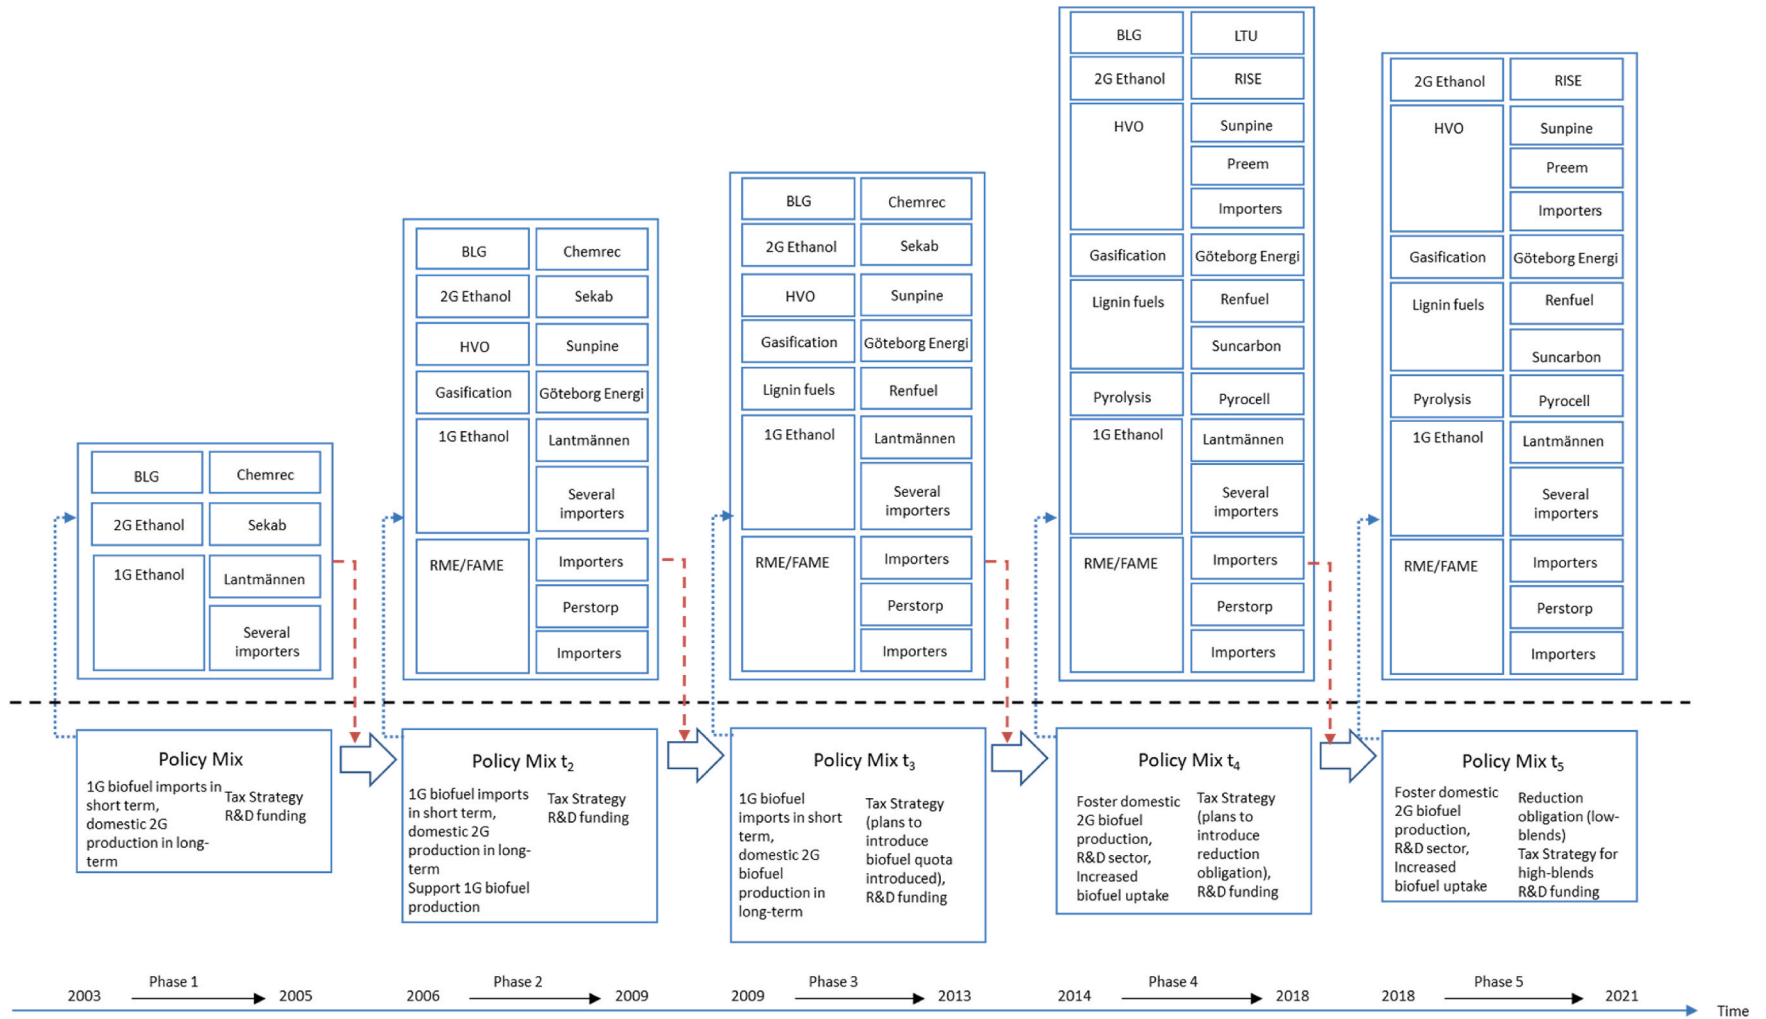 BLG
Chemrec
2G Ethanol
Sekab
1G Ethanol
Lantmännen
Several
importers
BLG
Chemrec
2G Ethanol
Sekab
HVO
Sunpine
Gasification
Göteborg Energi
1G Ethanol
Lantmännen
Several
importers
RME/FAME
Importers
Perstorp
Importers
BLG
Chemrec
2G Ethanol
Sekab
HVO
Sunpine
Gasification
Göteborg Energi
Lignin fuels
Renfuel
1G Ethanol
Lantmännen
Several
importers
RME/FAME
Importers
Perstorp
Importers
BLG
LTU
2G Ethanol
RISE
HVO
Sunpine
Preem
Importers
Gasification
Göteborg Energi
Lignin fuels
Renfuel
Suncarbon
Pyrolysis
Pyrocell
1G Ethanol
Lantmännen
Several
importers
RME/FAME
Importers
Perstorp
Importers
2G Ethanol
RISE
HVO
Sunpine
Preem
Importers
Gasification
Göteborg Energi
Lignin fuels
Renfuel
Suncarbon
Pyrolysis
Pyrocell
1G Ethanol
Lantmännen
Several
importers
RME/FAME
Importers
Perstorp
Importers
Policy Mix
1G biofuel imports in
short term,
domestic 2G
production in long-
term
Tax Strategy
R&D funding
Policy Mix t2
1G biofuel imports
in short term,
domestic 2G
production in long-
term
Support 1G biofuel
production
Tax Strategy
R&D funding
Policy Mix t3
1G biofuel
imports in short
term,
domestic 2G
biofuel
production in
long-term
Tax Strategy
(plans to
introduce
biofuel quota
introduced),
R&D funding
Policy Mix t4
Foster domestic
2G biofuel
production,
R&D sector,
Increased
biofuel uptake
Tax Strategy
(plans to
introduce
reduction
obligation),
R&D funding
Policy Mix t5
Foster domestic
2G biofuel
production,
R&D sector,
Increased
biofuel uptake
Reduction
obligation (low-
blends)
Tax Strategy for
high-blends
R&D funding
2003
Phase 1
2005
2006
Phase 2
2009
2009
Phase 3
2013
2014
Phase 4
2018
2018
Phase 5
2021
Time